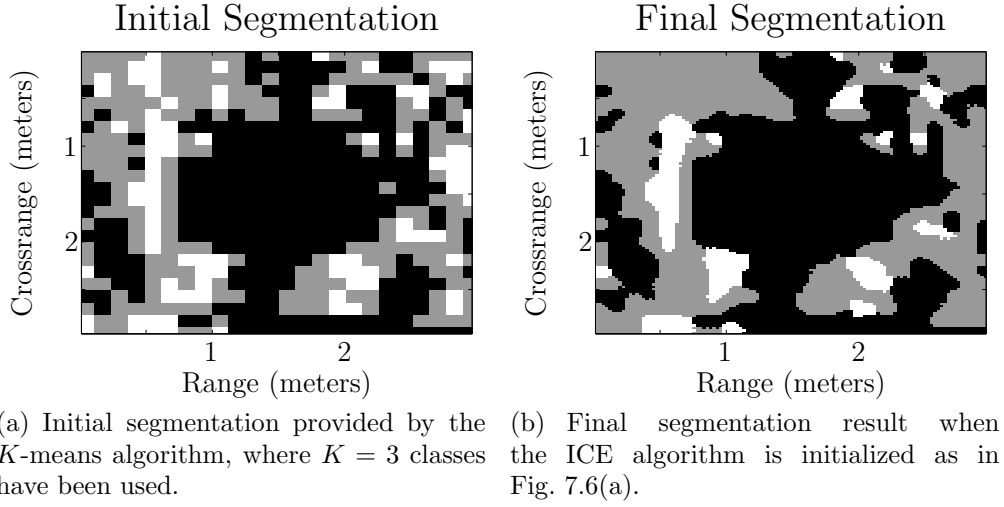 Initial Segmentation
Crossrange (meters)
1
2
1 2
Range (meters)
(a) Initial segmentation provided by the
K-means algorithm, where K = 3 classes
have been used.
Final Segmentation
Crossrange (meters)
1
2
1 2
Range (meters)
(b) Final segmentation result when
the ICE algorithm is initialized as in
Fig. 7.6(a).